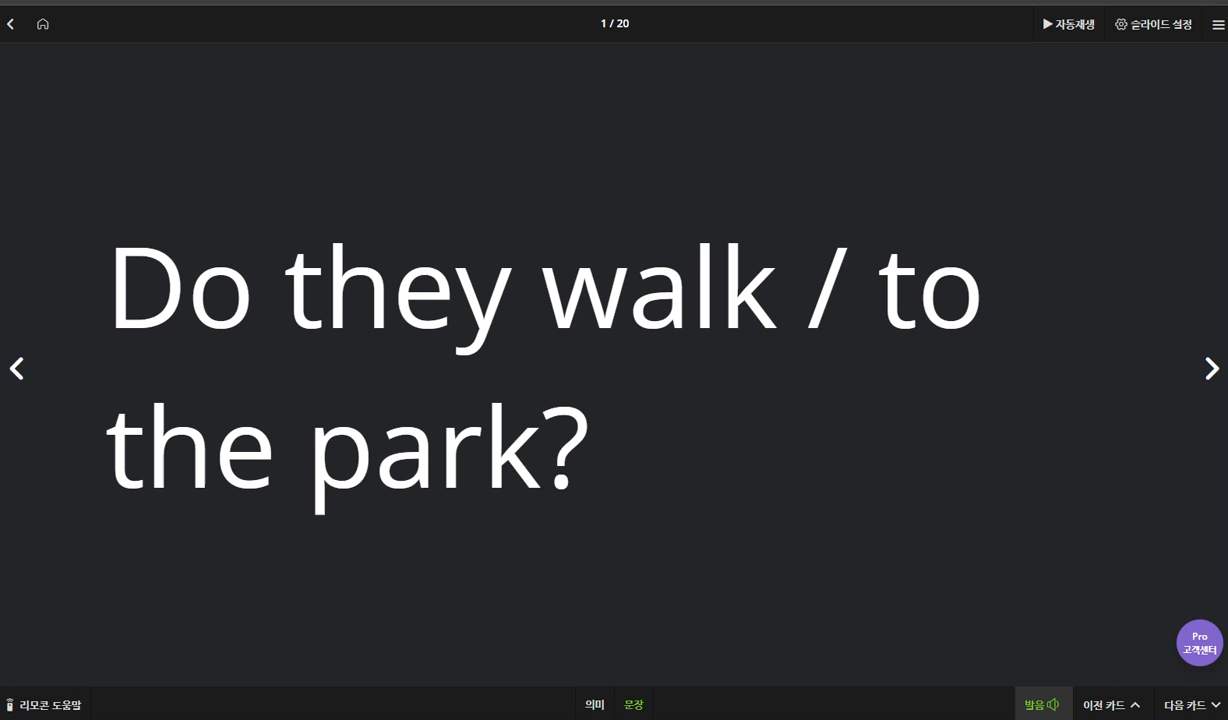 1 / 20
자동재생
슬라이드 설정
Do they walk / to
the park?
Pro
고객센터
리모콘 도움말
의미
문장
발음
이전 카드
다음 카드